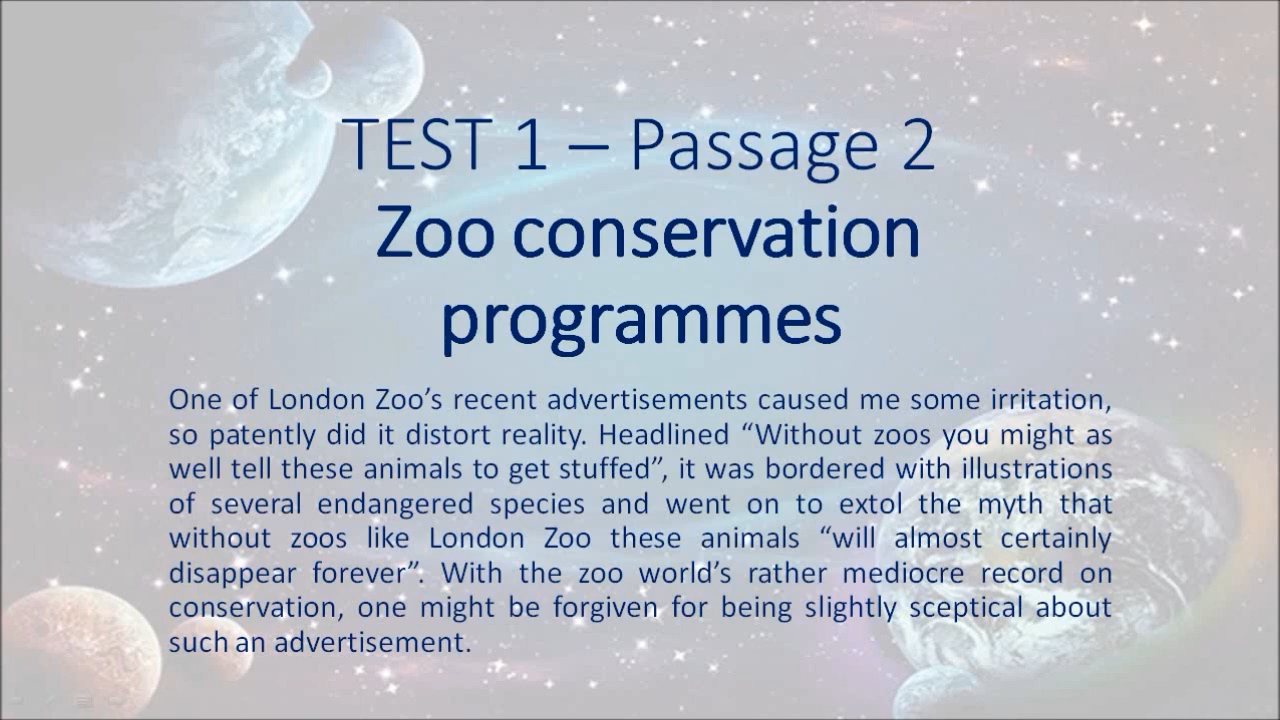 TEST 1 – Passage 2
Zoo conservation
programmes
One of London Zoo’s recent advertisements caused me some irritation,
so patently did it distort reality. Headlined “Without zoos you might as
well tell these animals to get stuffed”, it was bordered with illustrations
of several endangered species and went on to extol the myth that
without zoos like London Zoo these animals “will almost certainly
disappear forever”. With the zoo world’s rather mediocre record on
conservation, one might be forgiven for being slightly sceptical about
such an advertisement.